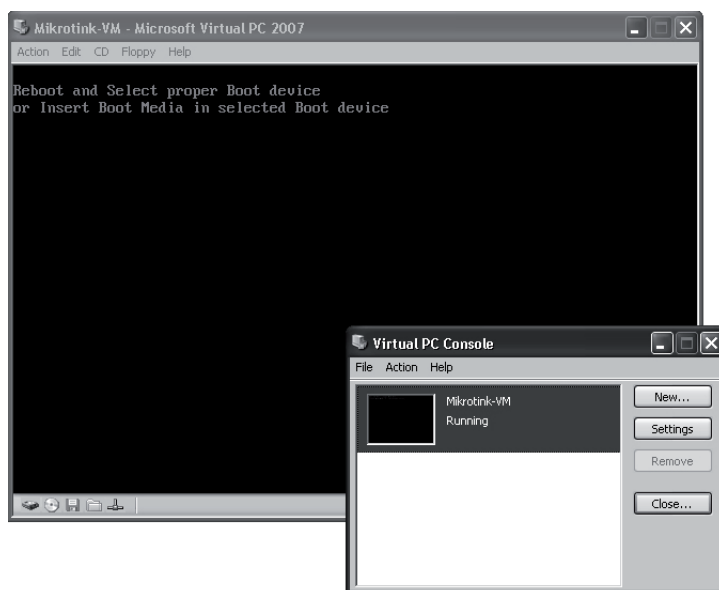 Mikrotink-VM - Microsoft Virtual PC 2007
Action Edit CD Floppy Help
Reboot and Select proper Boot device
or Insert Boot Media in selected Boot device
Virtual PC Console
File Action Help
Mikrotink-VM
Running
New...
Settings
Remove
Close...